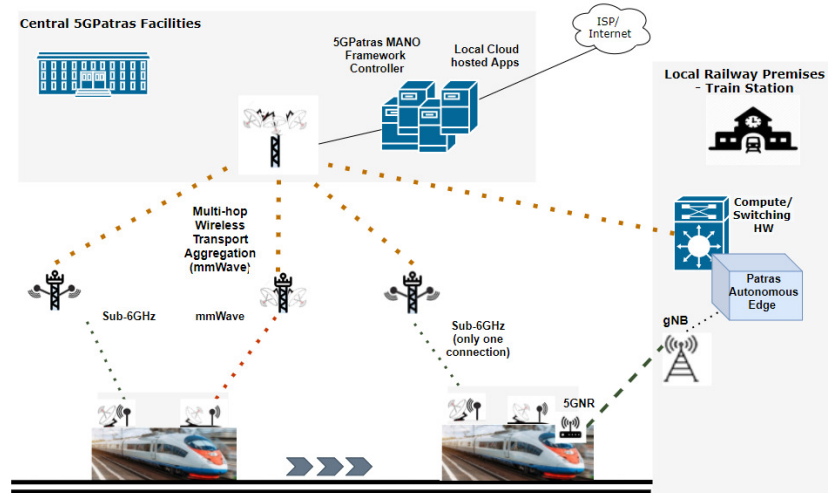 Central 5GPatras Facilities
ISP/
Internet
5GPatras MANO
Framework
Controller
Local Cloud
hosted Apps
Local Railway Premises
- Train Station
Compute/
Switching
HW
Multi-hop
Wireless
Transport
Aggregation
(mmWave)
Patras
Autonomous
Edge
Sub-6GHz
mmWave
Sub-6GHz
(only one
connection)
gNB
5GNR